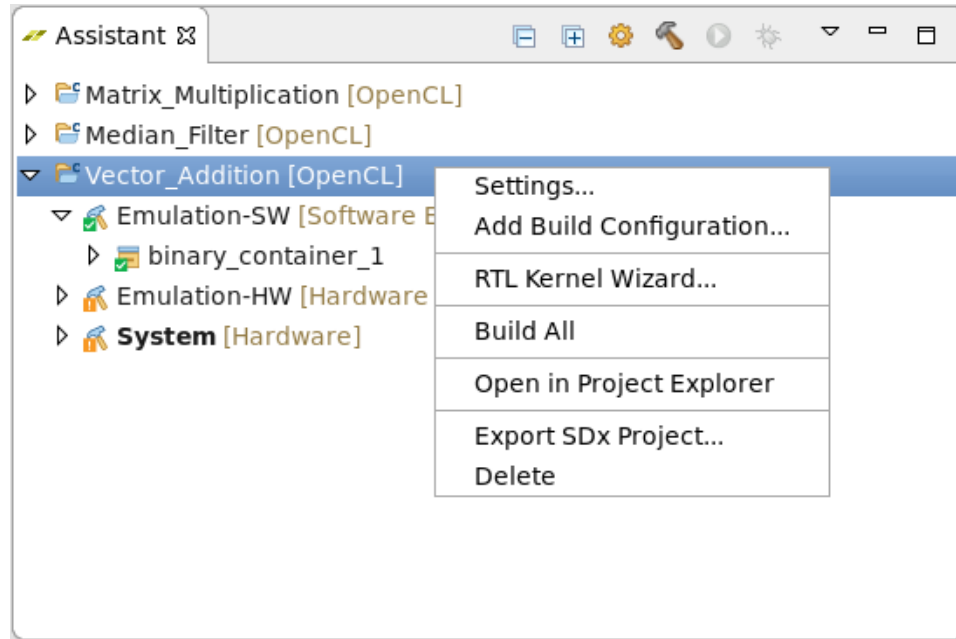 Assistant
Matrix_Multiplication [OpenCL]
Median_Filter [OpenCL]
Vector_Addition [OpenCL]
Emulation-SW [Software E
binary_container_1
Emulation-HW [Hardware
System [Hardware]
Settings...
Add Build Configuration...
RTL Kernel Wizard...
Build All
Open in Project Explorer
Export SDx Project...
Delete